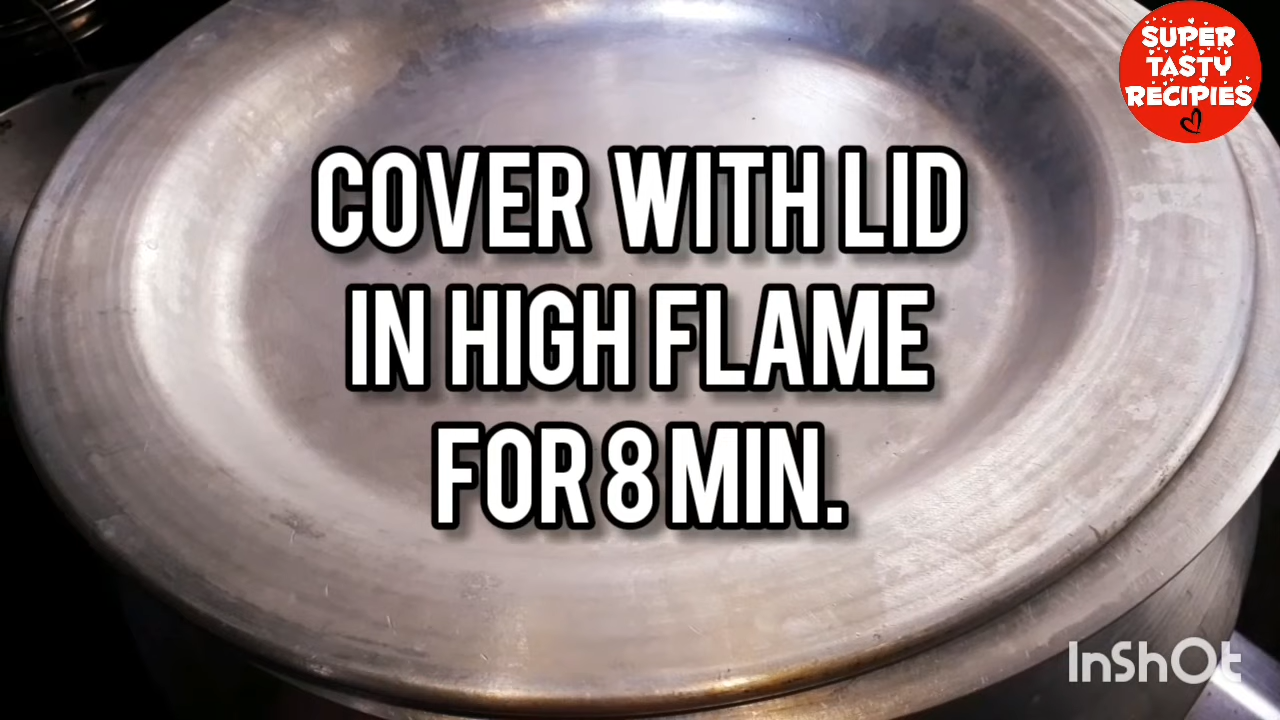 SUPER
TASTY
RECIPIES
COVER WITH LID
IN HIGH FLAME
FOR 8 MIN.
InShOt